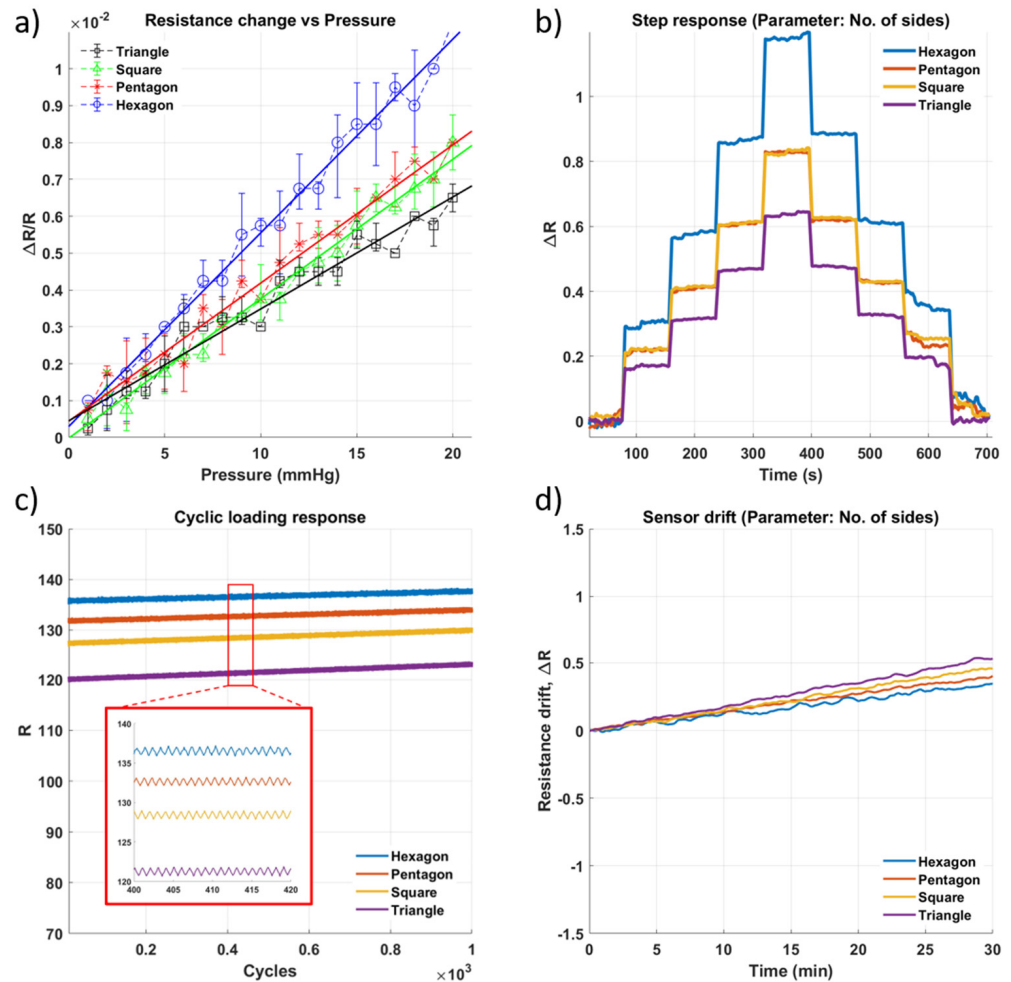 a)
Resistance change vs Pressure
×10⁻²
Triangle
Square
Pentagon
Hexagon
1
0.9
0.8
0.7
0.6
0.5
0.4
0.3
0.2
0.1
0
ΔR/R
0 5 10 15 20
Pressure (mmHg)
b)
Step response (Parameter: No. of sides)
Hexagon
Pentagon
Square
Triangle
1
0.8
0.6
0.4
0.2
0
ΔR
100 200 300 400 500 600 700
Time (s)
c)
Cyclic loading response
150
140
130
120
110
100
90
80
70
R
140
135
130
125
120
400 405 410 415 420
Hexagon
Pentagon
Square
Triangle
0.2 0.4 0.6 0.8 1
Cycles
×10³
d)
Sensor drift (Parameter: No. of sides)
1.5
1
0.5
0
-0.5
-1
-1.5
Resistance drift, ΔR
Hexagon
Pentagon
Square
Triangle
0 5 10 15 20 25 30
Time (min)